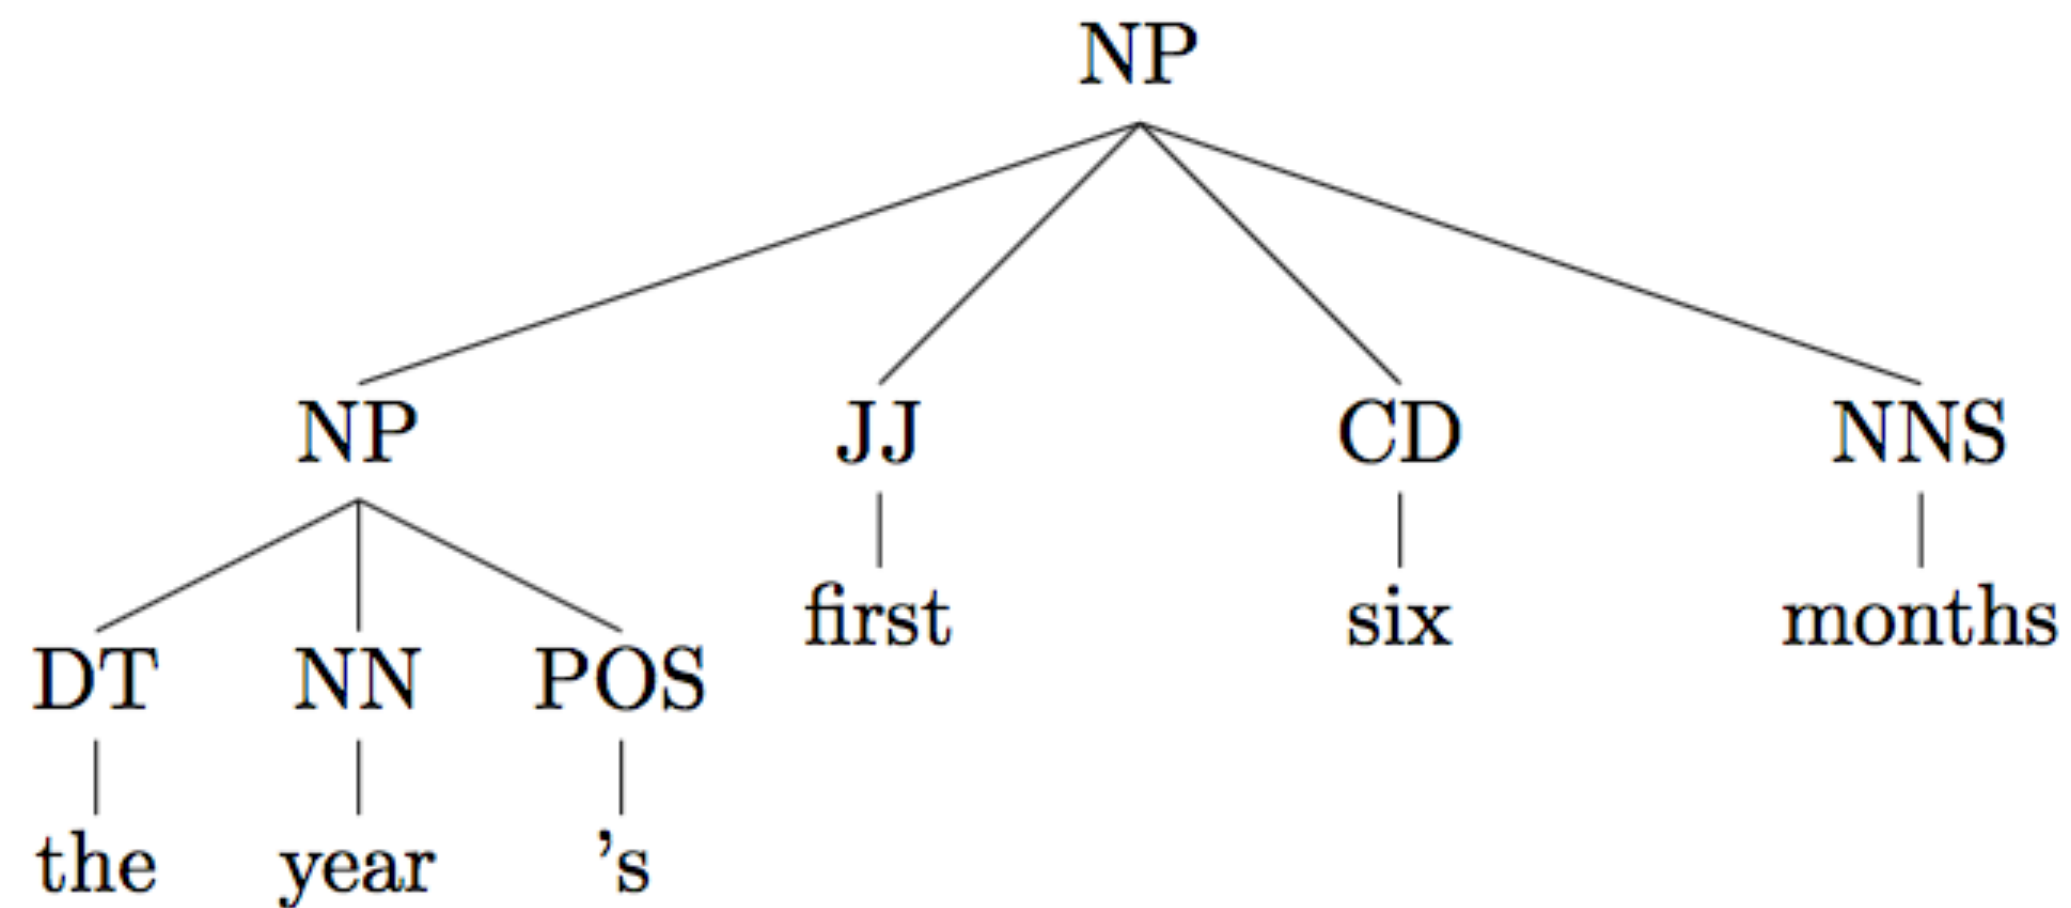 NP
NP JJ CD NNS
first six months
DT NN POS
the year ’s